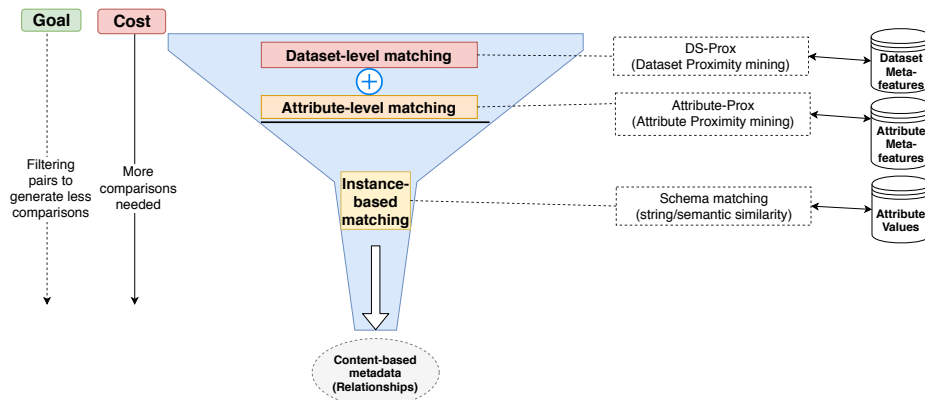 Goal
Cost
Filtering
pairs to
generate less
comparisons
More
comparisons
needed
Dataset-level matching
Attribute-level matching
Instance-
based
matching
Content-based
metadata
(Relationships)
DS-Prox
(Dataset Proximity mining)
Attribute-Prox
(Attribute Proximity mining)
Schema matching
(string/semantic similarity)
Dataset
Meta-
features
Attribute
Meta-
features
Attribute
Values